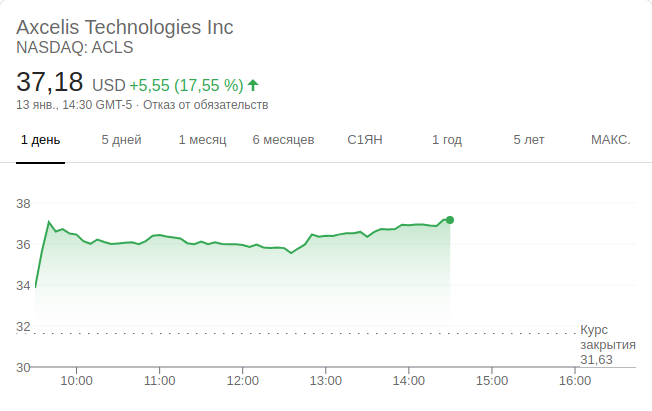 Axcelis Technologies Inc
NASDAQ: ACLS
37,18 USD +5,55 (17,55 %)
13 янв., 14:30 GMT-5 · Отказ от обязательств
1 день 5 дней 1 месяц 6 месяцев С1ЯН 1 год 5 лет МАКС.
38
36
34
32
Курс
закрытия
31,63
30
10:00 11:00 12:00 13:00 14:00 15:00 16:00